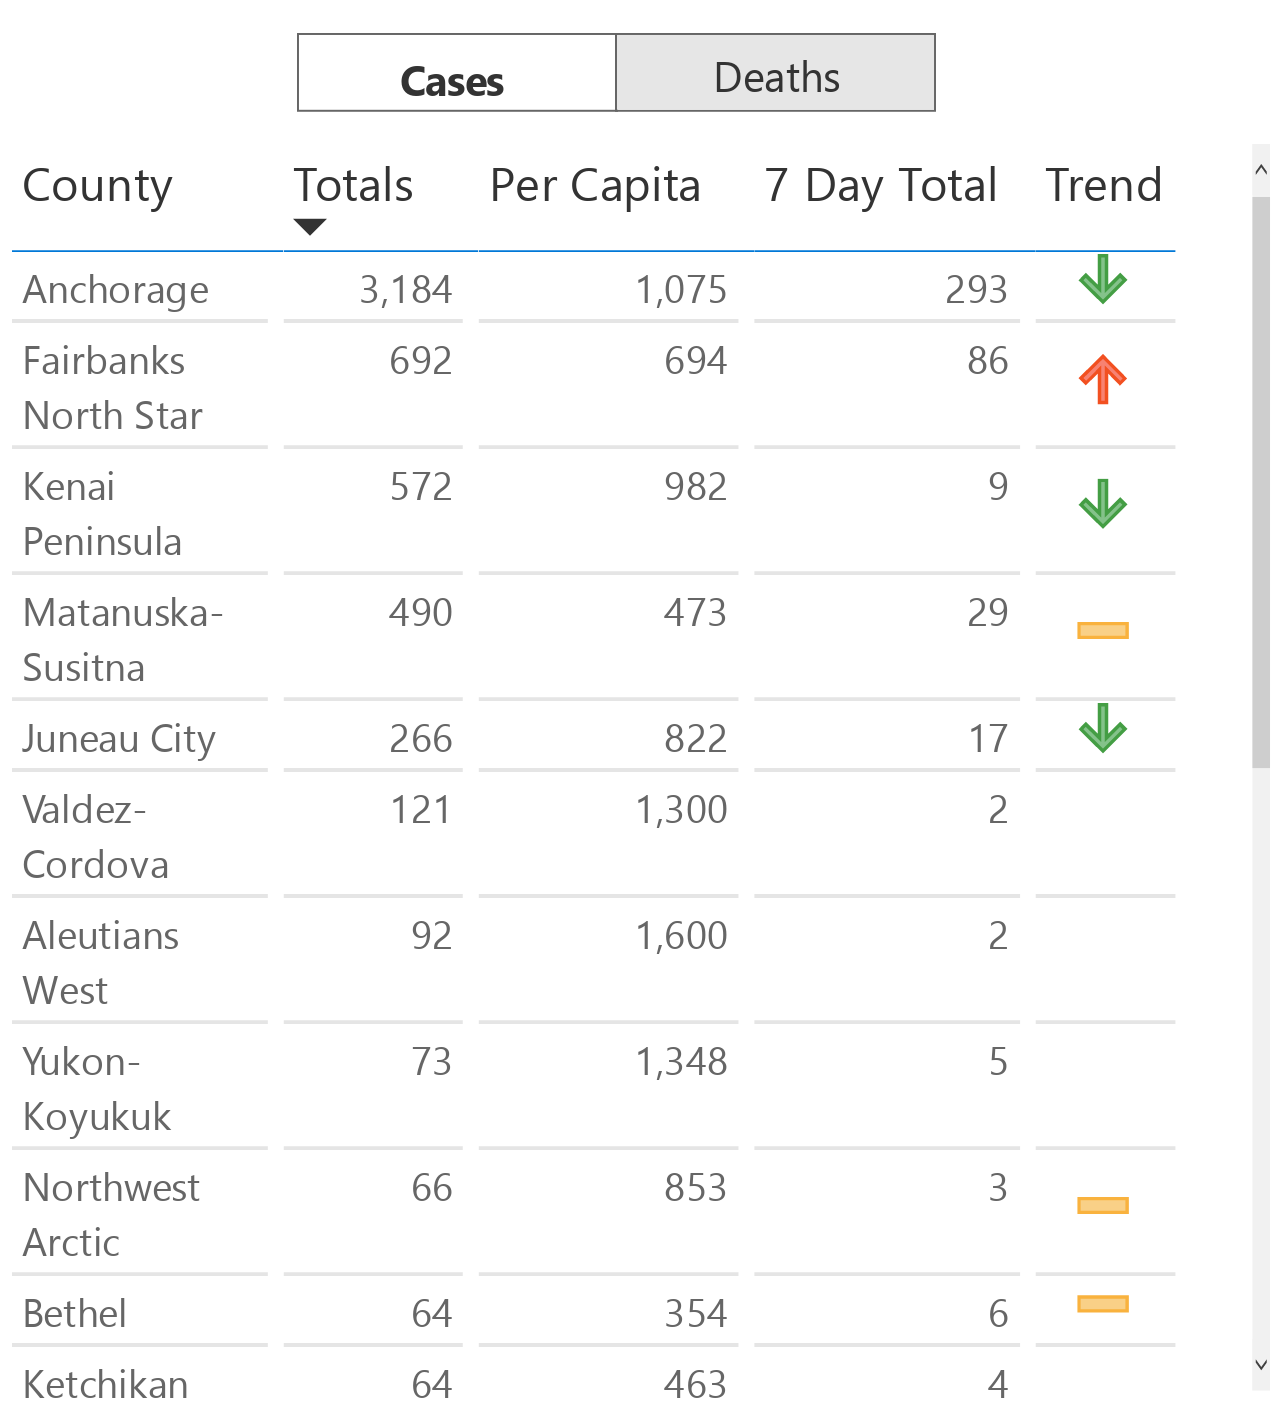 Cases Deaths
County Totals Per Capita 7 Day Total Trend
Anchorage 3,184 1,075 293
Fairbanks 692 694 86
North Star
Kenai 572 982 9
Peninsula
Matanuska- 490 473 29
Susitna
Juneau City 266 822 17
Valdez- 121 1,300 2
Cordova
Aleutians 92 1,600 2
West
Yukon- 73 1,348 5
Koyukuk
Northwest 66 853 3
Arctic
Bethel 64 354 6
Ketchikan 64 463 4